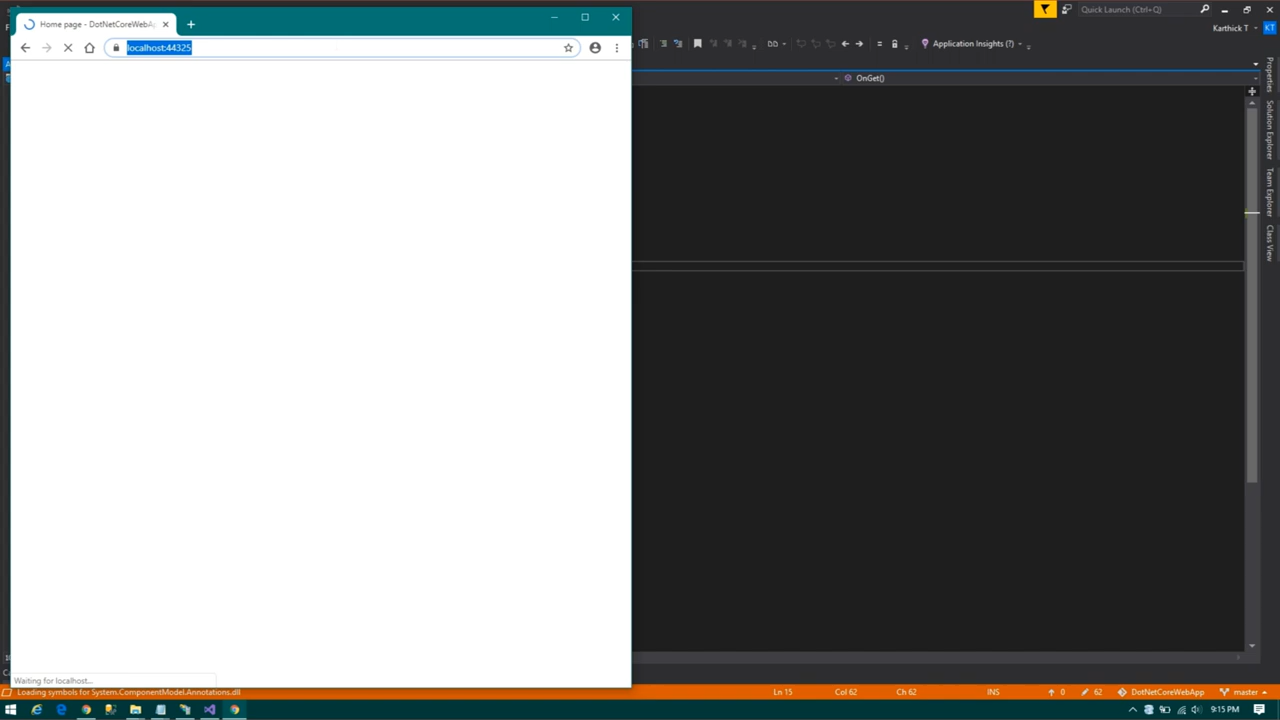 Home page - DotNetCoreWebAp
localhost:44325
Quick Launch (Ctrl+Q)
Karthick T
KT
Application Insights (?)
OnGet()
Properties
Solution Explorer
Team Explorer
Class View
Waiting for localhost...
Loading symbols for System.ComponentModel.Annotations.dll
Ln 15
Col 62
Ch 62
INS
0
62
DotNetCoreWebApp
master
9:15 PM